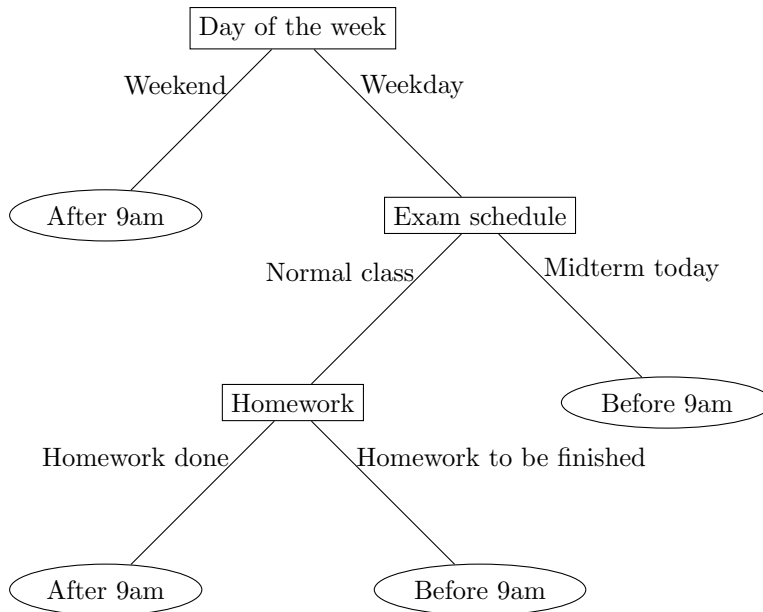 Day of the week
Weekend
Weekday
After 9am
Exam schedule
Normal class
Midterm today
Homework
Before 9am
Homework done
Homework to be finished
After 9am
Before 9am